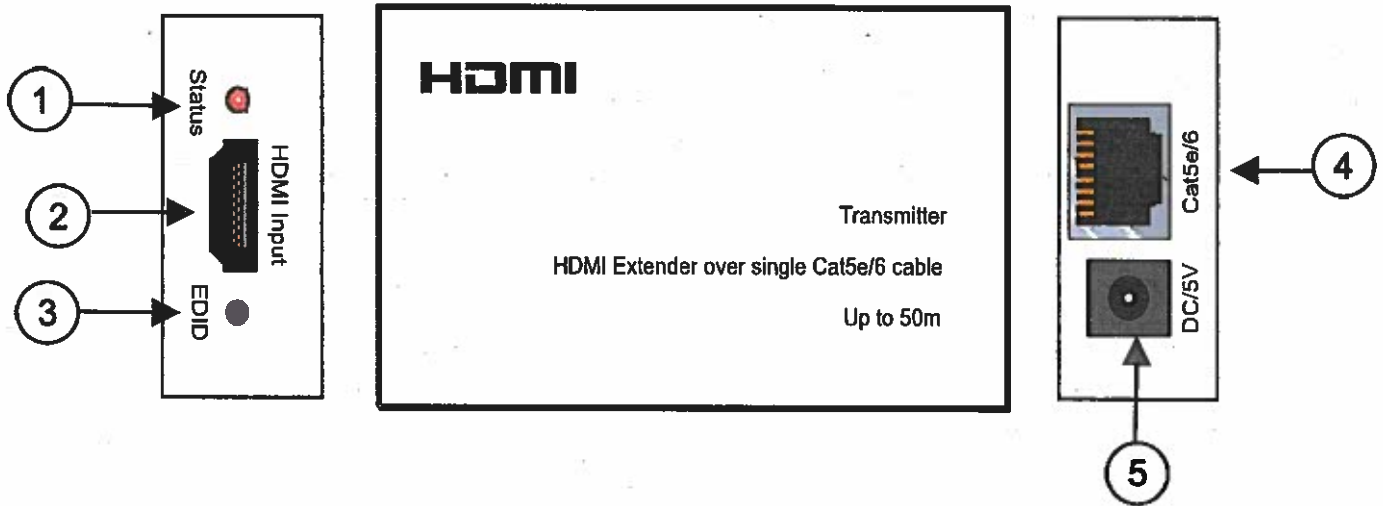 1
Status
2
HDMI Input
3
EDID
HDMI
Transmitter
HDMI Extender over single Cat5e/6 cable
Up to 50m
4
Cat5e/6
DC/5V
5